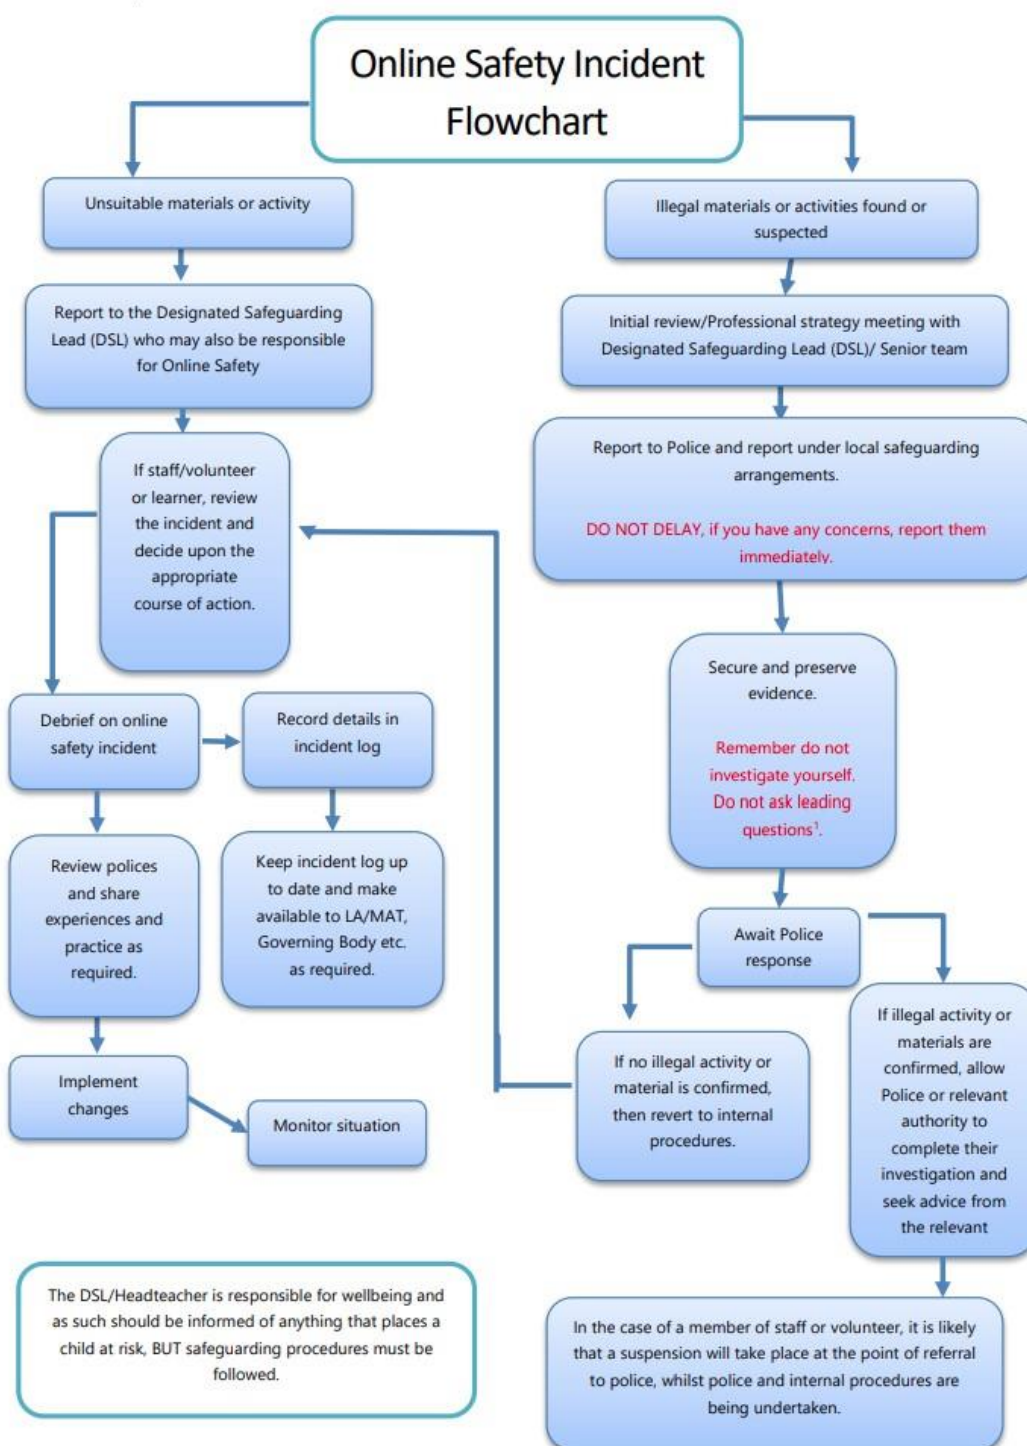 Online Safety Incident
Flowchart
Unsuitable materials or activity
Report to the Designated Safeguarding
Lead (DSL) who may also be responsible
for Online Safety
If staff/volunteer
or learner, review
the incident and
decide upon the
appropriate
course of action.
Debrief on online
safety incident
Record details in
incident log
Review polices
and share
experiences and
practice as
required.
Keep incident log up
to date and make
available to LA/MAT,
Governing Body etc.
as required.
Implement
changes
Monitor situation
Illegal materials or activities found or
suspected
Initial review/Professional strategy meeting with
Designated Safeguarding Lead (DSL)/ Senior team
Report to Police and report under local safeguarding
arrangements.
DO NOT DELAY, if you have any concerns, report them
immediately.
Secure and preserve
evidence.
Remember do not
investigate yourself.
Do not ask leading
questions¹.
Await Police
response
If no illegal activity or
material is confirmed,
then revert to internal
procedures.
If illegal activity or
materials are
confirmed, allow
Police or relevant
authority to
complete their
investigation and
seek advice from
the relevant
In the case of a member of staff or volunteer, it is likely
that a suspension will take place at the point of referral
to police, whilst police and internal procedures are
being undertaken.
The DSL/Headteacher is responsible for wellbeing and
as such should be informed of anything that places a
child at risk, BUT safeguarding procedures must be
followed.